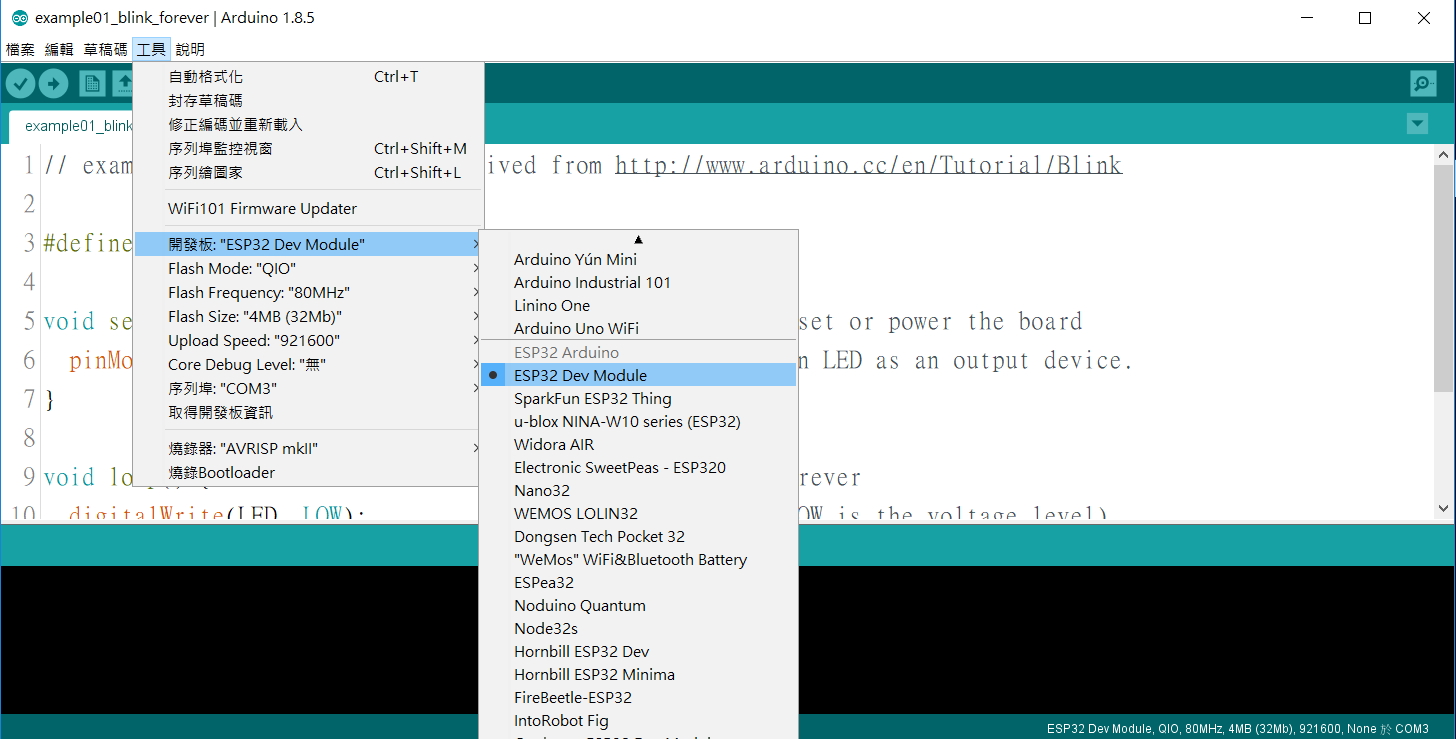 example01_blink_forever | Arduino 1.8.5
檔案 編輯 草稿碼 工具 說明
example01_blink
自動格式化 Ctrl+T
封存草稿碼
修正編碼並重新載入
序列埠監控視窗 Ctrl+Shift+M
序列繪圖家 Ctrl+Shift+L
WiFi101 Firmware Updater
開發板: "ESP32 Dev Module"
Flash Mode: "QIO"
Flash Frequency: "80MHz"
Flash Size: "4MB (32Mb)"
Upload Speed: "921600"
Core Debug Level: "無"
序列埠: "COM3"
取得開發板資訊
燒錄器: "AVRISP mkII"
燒錄Bootloader
Arduino Yún Mini
Arduino Industrial 101
Linino One
Arduino Uno WiFi
ESP32 Arduino
ESP32 Dev Module
SparkFun ESP32 Thing
u-blox NINA-W10 series (ESP32)
Widora AIR
Electronic SweetPeas - ESP320
Nano32
WEMOS LOLIN32
Dongsen Tech Pocket 32
"WeMos" WiFi&Bluetooth Battery
ESPea32
Noduino Quantum
Node32s
Hornbill ESP32 Dev
Hornbill ESP32 Minima
FireBeetle-ESP32
IntoRobot Fig
1 // exam ived from http://www.arduino.cc/en/Tutorial/Blink
2
3 #define
4
5 void se set or power the board
6 pinMo n LED as an output device.
7 }
8
9 void lo rever
10 digitalWrite(LED, LOW); OW is the voltage level)
ESP32 Dev Module, QIO, 80MHz, 4MB (32Mb), 921600, None 於 COM3